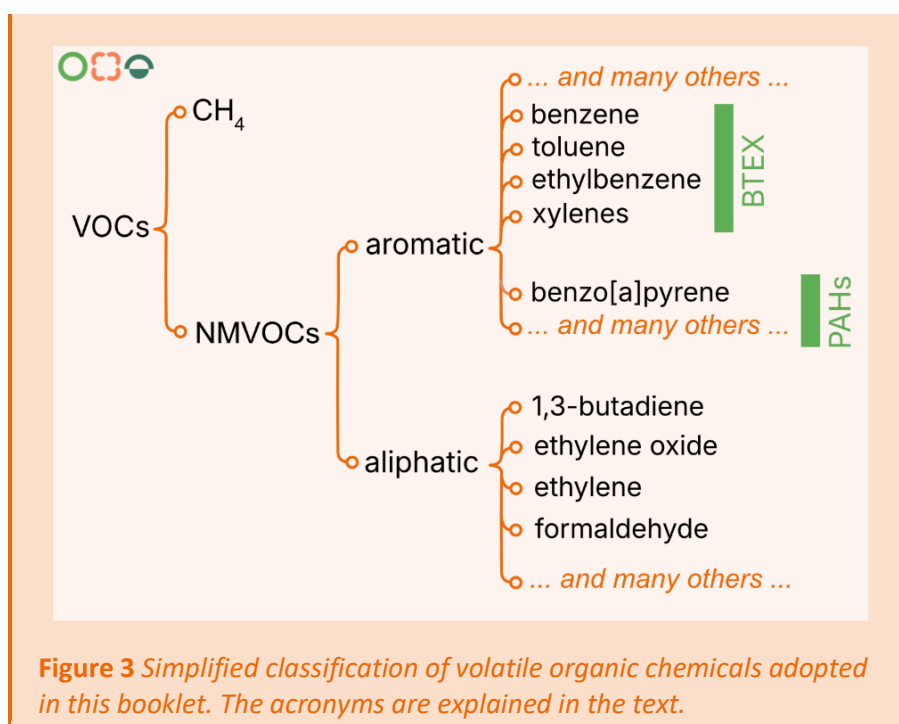 VOCs
CH4
NMVOCs
aromatic
... and many others ...
benzene
toluene
ethylbenzene
xylenes
BTEX
benzo[a]pyrene
... and many others ...
PAHs
aliphatic
1,3-butadiene
ethylene oxide
ethylene
formaldehyde
... and many others ...
Figure 3 Simplified classification of volatile organic chemicals adopted
in this booklet. The acronyms are explained in the text.